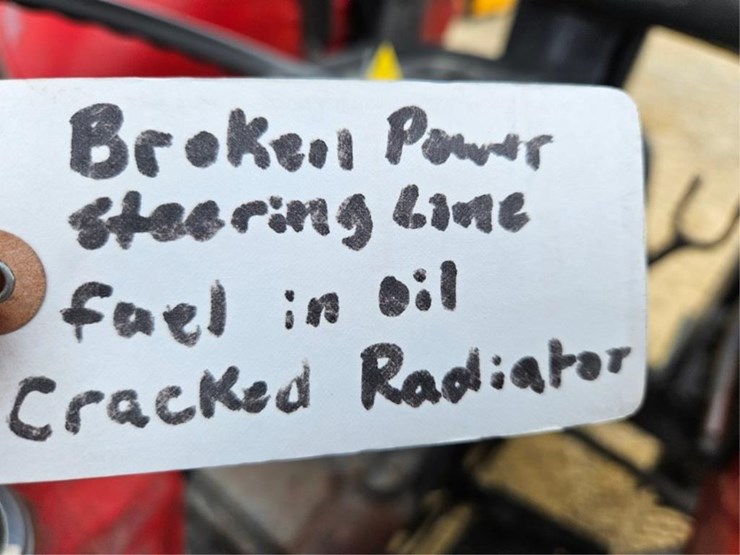 Broken Power
steering Line
fuel in oil
Cracked Radiator